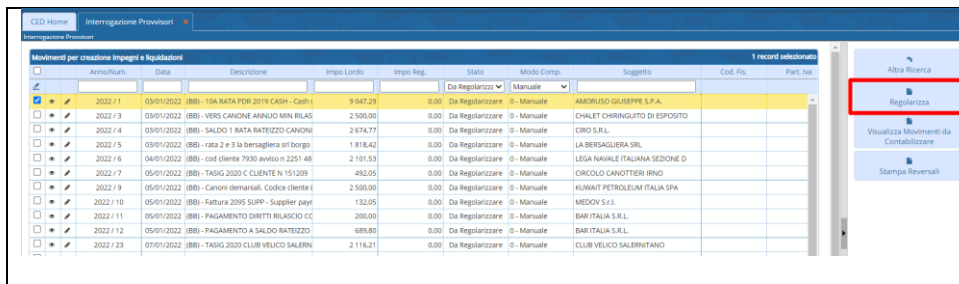 CED Home Interrogazione Provvisori ×
Interrogazione Provvisori
Movimenti per creazione impegni e liquidazioni 1 record selezionato
Anno/Num. Data Descrizione Impo Lordo Impo Reg. Stato Modo Comp. Soggetto Cod. Fis. Part. Iva
Da Regolarizza Manuale
2022 / 1 03/01/2022 (BB) - 10A RATA PDR 2019 CASH - Cash r 9 047,29 0,00 Da Regolarizzare 0 - Manuale AMORUSO GIUSEPPE S.P.A.
2022 / 3 03/01/2022 (BB) - VERS CANONE ANNUO MIN RILAS 2 500,00 0,00 Da Regolarizzare 0 - Manuale CHALET CHIRINGUITO DI ESPOSITO
2022 / 4 03/01/2022 (BB) - SALDO 1 RATA RATEIZZO CANONI 2 674,77 0,00 Da Regolarizzare 0 - Manuale CIRO S.R.L.
2022 / 5 03/01/2022 (BB) - rata 2 e 3 la bersagliera srl borgo 1 818,42 0,00 Da Regolarizzare 0 - Manuale LA BERSAGLIERA SRL
2022 / 6 04/01/2022 (BB) - cod cliente 7930 avviso n 2251 48 2 101,53 0,00 Da Regolarizzare 0 - Manuale LEGA NAVALE ITALIANA SEZIONE D
2022 / 7 05/01/2022 (BB) - TASIG 2020 C CLIENTE N 151209 492,05 0,00 Da Regolarizzare 0 - Manuale CIRCOLO CANOTTIERI IRNO
2022 / 9 05/01/2022 (BB) - Canoni demaniali. Codice cliente 2 500,00 0,00 Da Regolarizzare 0 - Manuale KUWAIT PETROLEUM ITALIA SPA
2022 / 10 05/01/2022 (BB) - Fattura 2095 SUPP - Supplier payr 132,05 0,00 Da Regolarizzare 0 - Manuale MEDOV S.r.l.
2022 / 11 05/01/2022 (BB) - PAGAMENTO DIRITTI RILASCIO CC 200,00 0,00 Da Regolarizzare 0 - Manuale BAR ITALIA S.R.L.
2022 / 12 05/01/2022 (BB) - PAGAMENTO A SALDO RATEIZZO 689,80 0,00 Da Regolarizzare 0 - Manuale BAR ITALIA S.R.L.
2022 / 23 07/01/2022 (BB) - TASIG 2020 CLUB VELICO SALERN 2 116,21 0,00 Da Regolarizzare 0 - Manuale CLUB VELICO SALERNITANO
Altra Ricerca
Regolarizza
Visualizza Movimenti da
Contabilizzare
Stampa Reversali